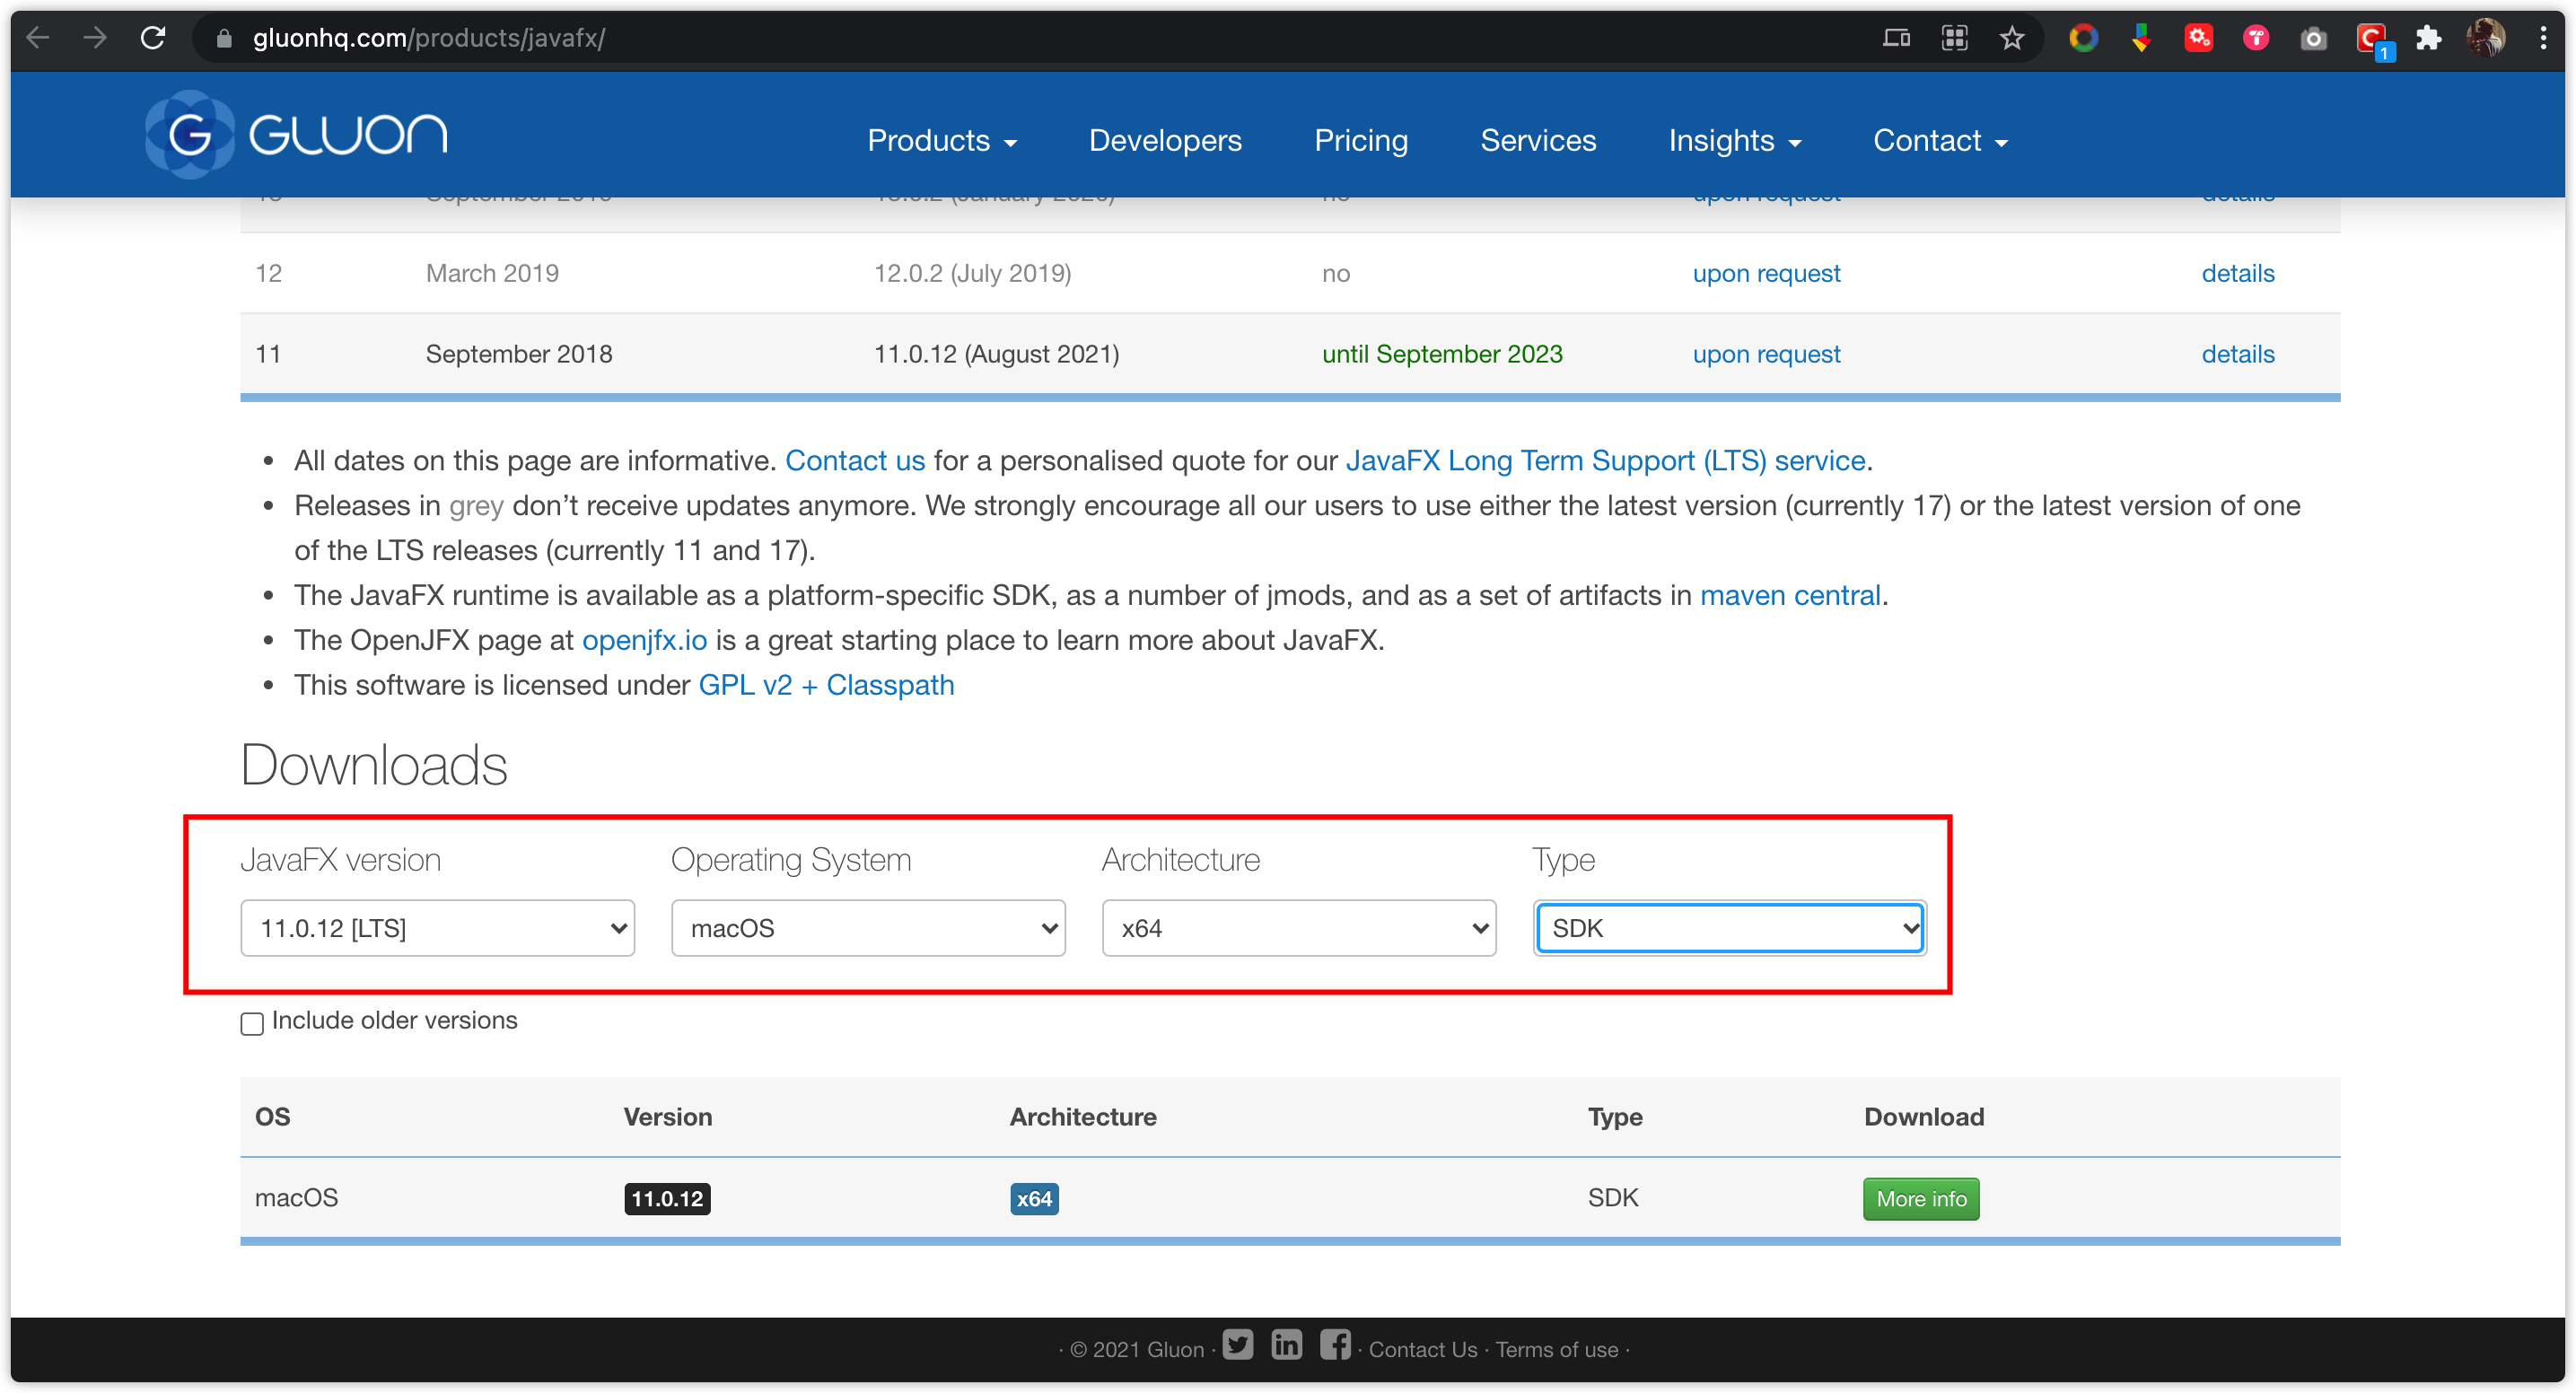 gluonhq.com/products/javafx/
1
G GLUON
Products Developers Pricing Services Insights Contact
upon request details
12 March 2019 12.0.2 (July 2019) no upon request details
11 September 2018 11.0.12 (August 2021) until September 2023 upon request details
All dates on this page are informative. Contact us for a personalised quote for our JavaFX Long Term Support (LTS) service.
Releases in grey don’t receive updates anymore. We strongly encourage all our users to use either the latest version (currently 17) or the latest version of one
of the LTS releases (currently 11 and 17).
The JavaFX runtime is available as a platform-specific SDK, as a number of jmods, and as a set of artifacts in maven central.
The OpenJFX page at openjfx.io is a great starting place to learn more about JavaFX.
This software is licensed under GPL v2 + Classpath
Downloads
JavaFX version Operating System Architecture Type
11.0.12 [LTS] macOS x64 SDK
Include older versions
OS Version Architecture Type Download
macOS 11.0.12 x64 SDK More info
· © 2021 Gluon · · Contact Us · Terms of use ·